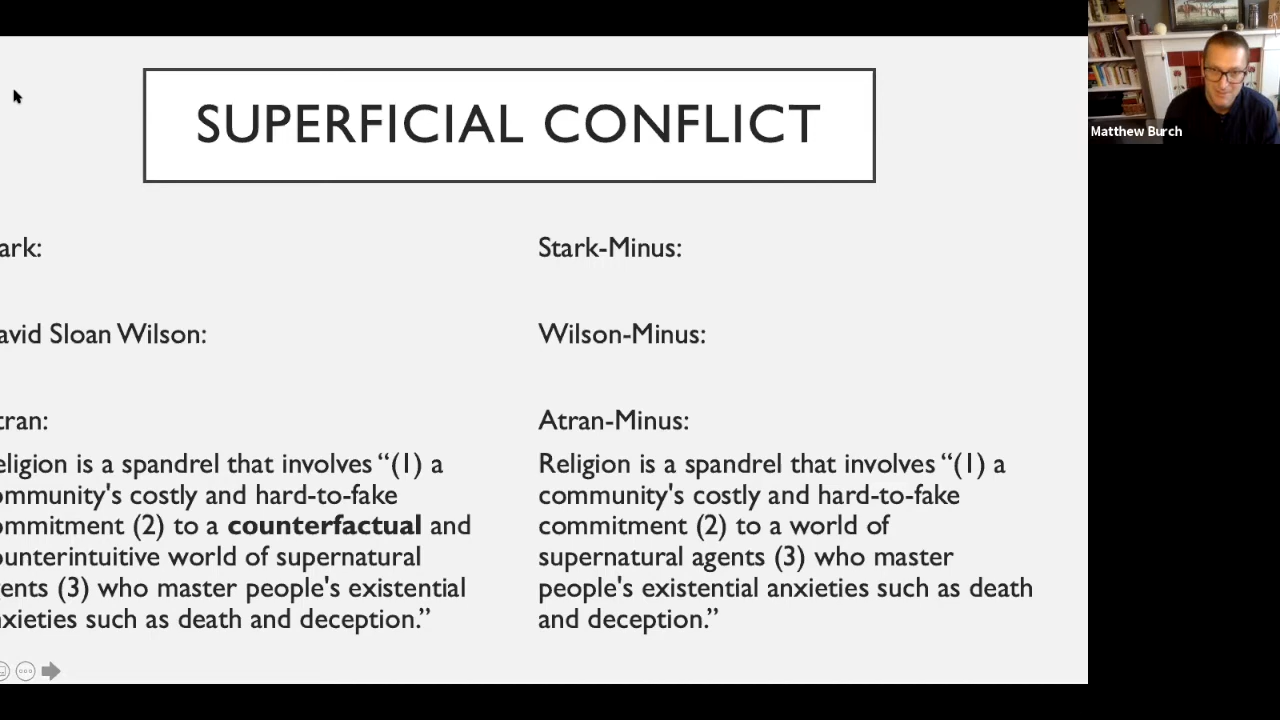 SUPERFICIAL CONFLICT
Matthew Burch
ark:
avid Sloan Wilson:
tran:
eligion is a spandrel that involves “(1) a
ommunity's costly and hard-to-fake
ommitment (2) to a counterfactual and
ounterintuitive world of supernatural
gents (3) who master people's existential
nxieties such as death and deception.”
Stark-Minus:
Wilson-Minus:
Atran-Minus:
Religion is a spandrel that involves “(1) a
community's costly and hard-to-fake
commitment (2) to a world of
supernatural agents (3) who master
people's existential anxieties such as death
and deception.”